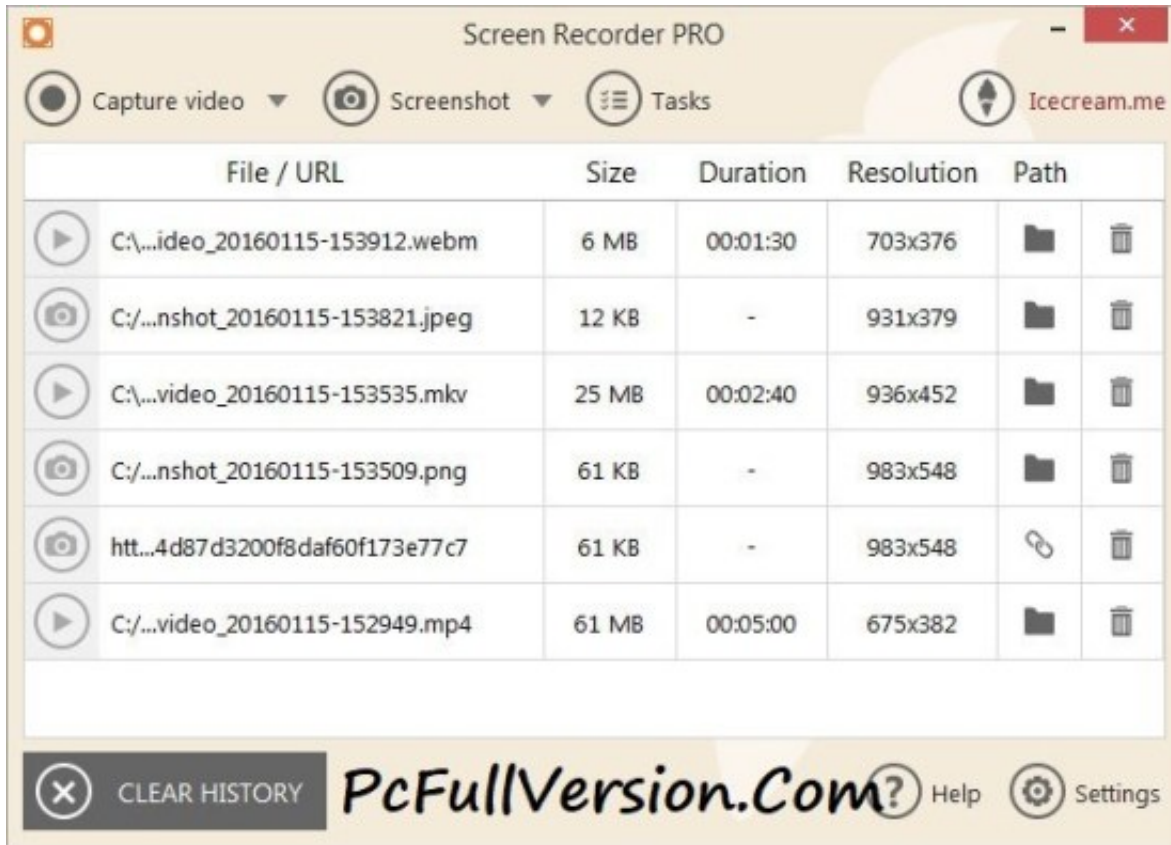 Screen Recorder PRO
Capture video Screenshot Tasks Icecream.me
File / URL Size Duration Resolution Path
C:\...ideo_20160115-153912.webm 6 MB 00:01:30 703x376
C:/...nshot_20160115-153821.jpeg 12 KB - 931x379
C:\...video_20160115-153535.mkv 25 MB 00:02:40 936x452
C:/...nshot_20160115-153509.png 61 KB - 983x548
htt...4d87d3200f8daf60f173e77c7 61 KB - 983x548
C:/...video_20160115-152949.mp4 61 MB 00:05:00 675x382
CLEAR HISTORY PcFullVersion.Com ? Help Settings